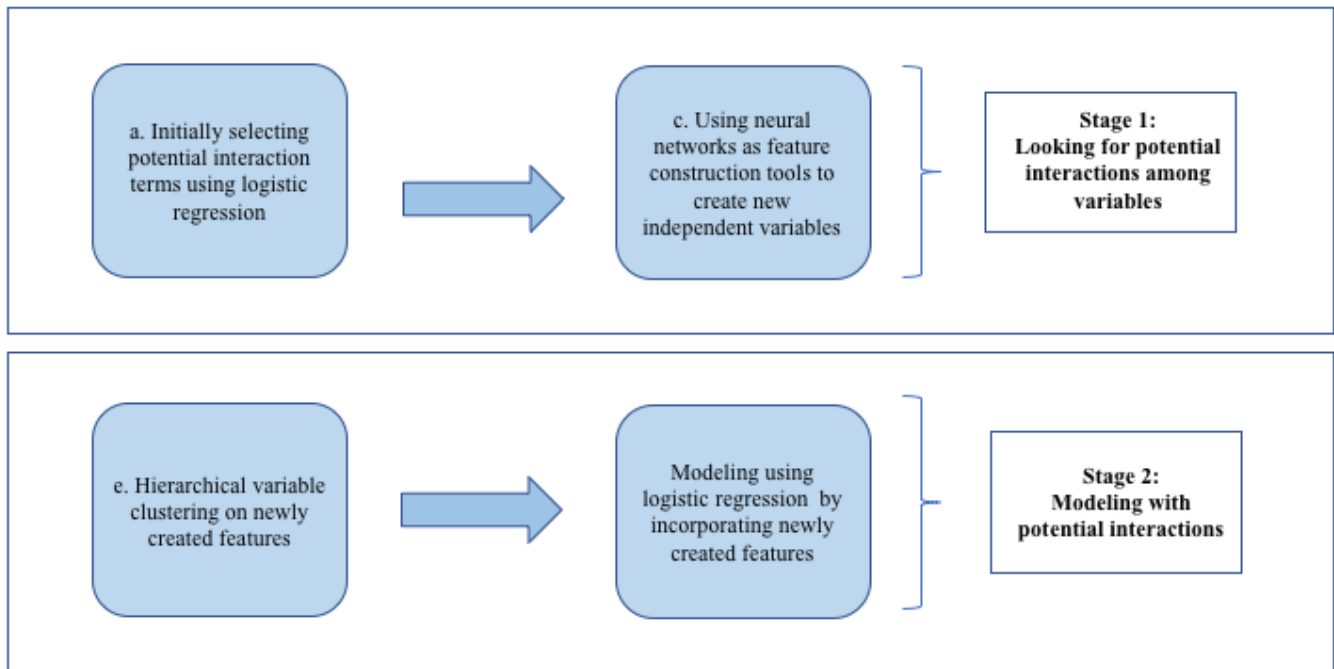 a. Initially selecting
potential interaction
terms using logistic
regression
c. Using neural
networks as feature
construction tools to
create new
independent variables
Stage 1:
Looking for potential
interactions among
variables
e. Hierarchical variable
clustering on newly
created features
Modeling using
logistic regression by
incorporating newly
created features
Stage 2:
Modeling with
potential interactions